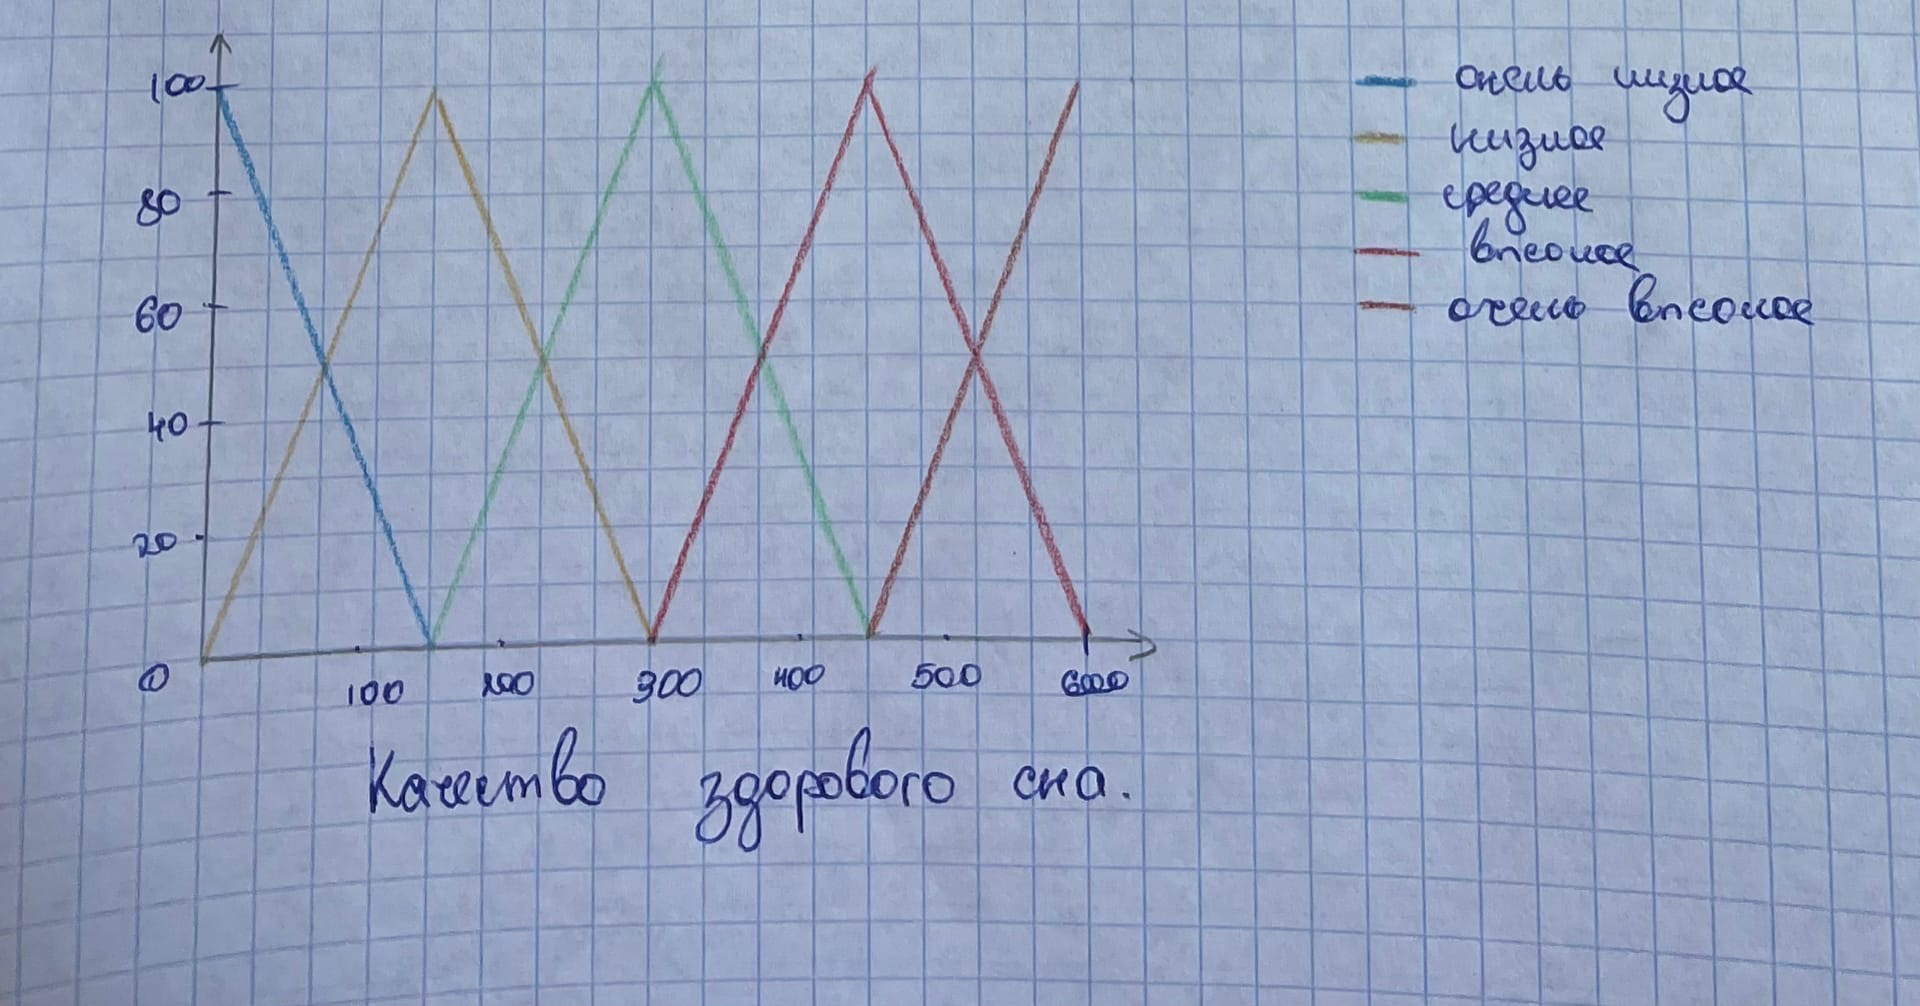 100
80
60
40
20
0
100 200 300 400 500 600
очень низкое
низкое
среднее
высокое
очень высокое
Качество здорового сна.